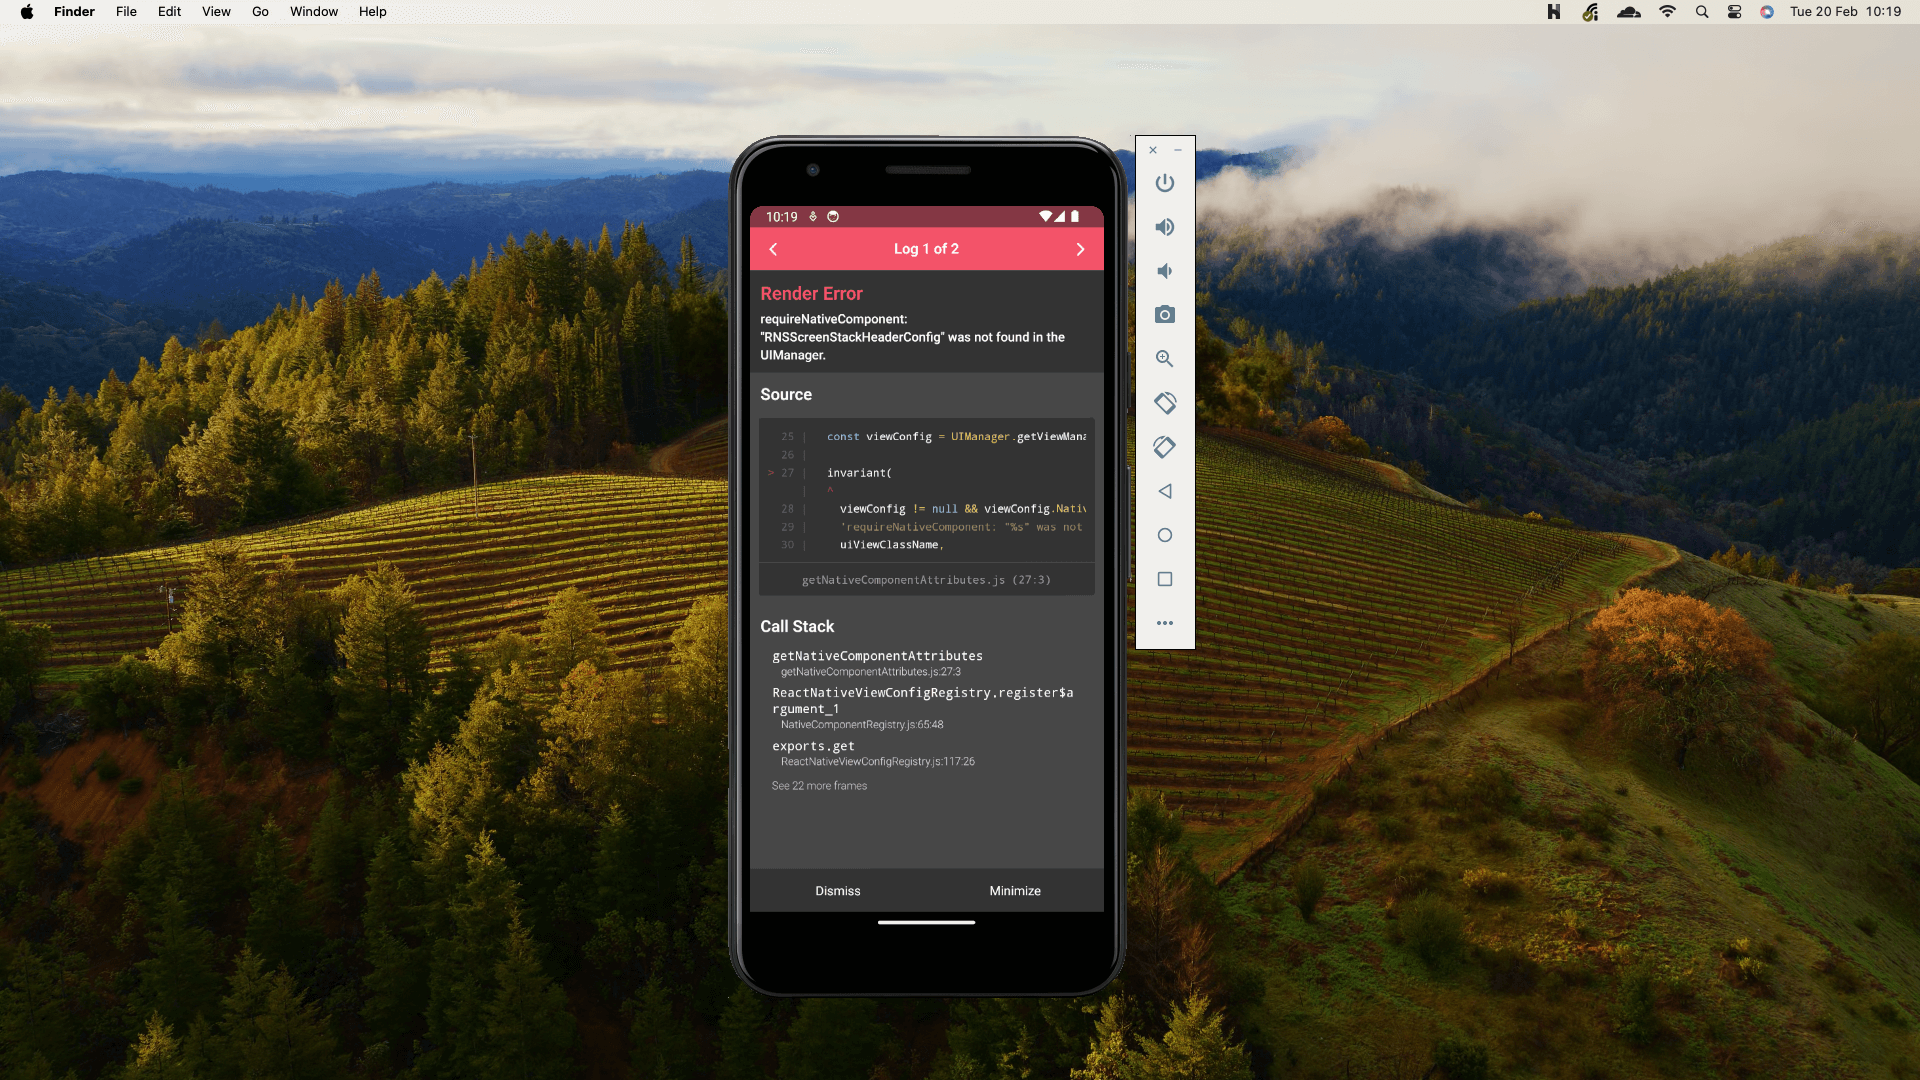 Finder File Edit View Go Window Help
Tue 20 Feb 10:19
10:19
Log 1 of 2
Render Error
requireNativeComponent:
"RNSScreenStackHeaderConfig" was not found in the
UIManager.
Source
25 | const viewConfig = UIManager.getViewMana
26 |
> 27 | invariant(
| ^
28 | viewConfig != null && viewConfig.Nativ
29 | 'requireNativeComponent: "%s" was not
30 | uiViewClassName,
getNativeComponentAttributes.js (27:3)
Call Stack
getNativeComponentAttributes
getNativeComponentAttributes.js:27:3
ReactNativeViewConfigRegistry.register$a
rgument_1
NativeComponentRegistry.js:65:48
exports.get
ReactNativeViewConfigRegistry.js:117:26
See 22 more frames
Dismiss Minimize